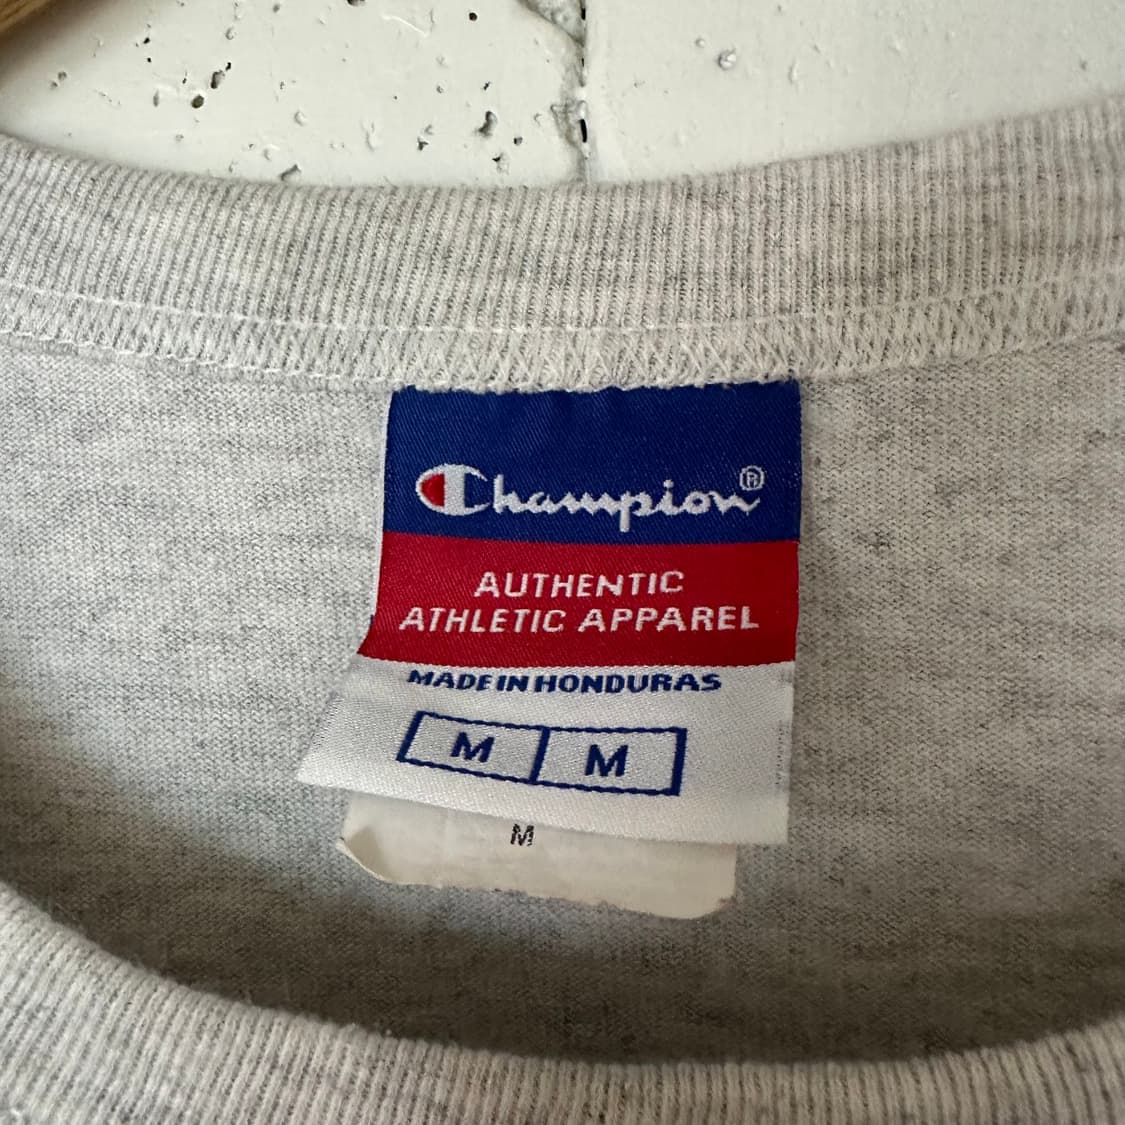 Champion®
AUTHENTIC
ATHLETIC APPAREL
MADE IN HONDURAS
M M
M